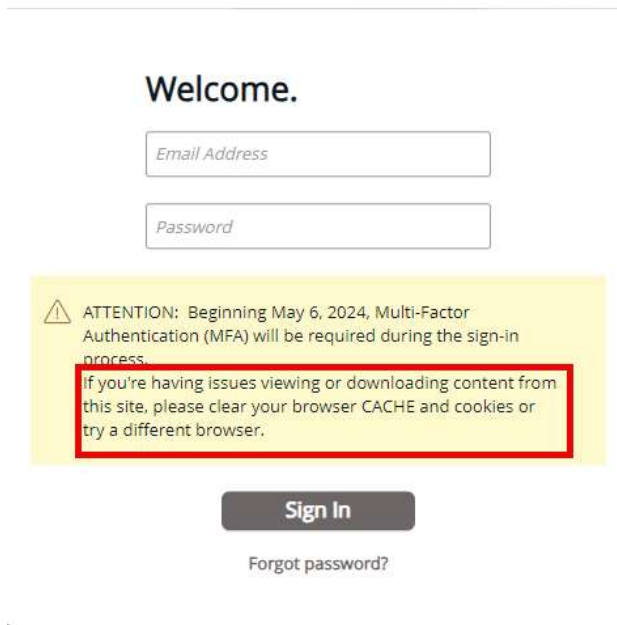 Welcome.
Email Address
Password
ATTENTION: Beginning May 6, 2024, Multi-Factor
Authentication (MFA) will be required during the sign-in
process.
If you're having issues viewing or downloading content from
this site, please clear your browser CACHE and cookies or
try a different browser.
Sign In
Forgot password?